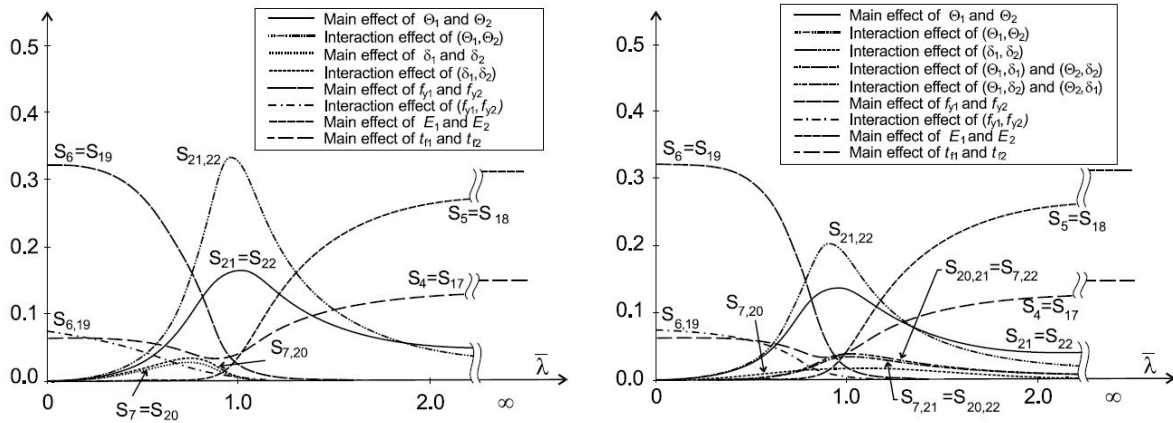 Main effect of Θ1 and Θ2
Interaction effect of (Θ1,Θ2)
Main effect of δ1 and δ2
Interaction effect of (δ1,δ2)
Main effect of fy1 and fy2
Interaction effect of (fy1,fy2)
Main effect of E1 and E2
Main effect of tf1 and tf2
0.5
0.4
0.3
0.2
0.1
0.0
S6=S19
S21,22
S5=S18
S21=S22
S4=S17
S6,19
S7,20
S7=S20
λ
0
1.0
2.0
∞
Main effect of Θ1 and Θ2
Interaction effect of (Θ1,Θ2)
Interaction effect of (δ1,δ2)
Interaction effect of (Θ1,δ1) and (Θ2,δ2)
Interaction effect of (Θ1,δ2) and (Θ2,δ1)
Main effect of fy1 and fy2
Interaction effect of (fy1,fy2)
Main effect of E1 and E2
Main effect of tf1 and tf2
0.5
0.4
0.3
0.2
0.1
0.0
S6=S19
S5=S18
S21,22
S20,21=S7,22
S7,20
S4=S17
S6,19
S21=S22
λ
S7,21=S20,22
0
1.0
2.0
∞